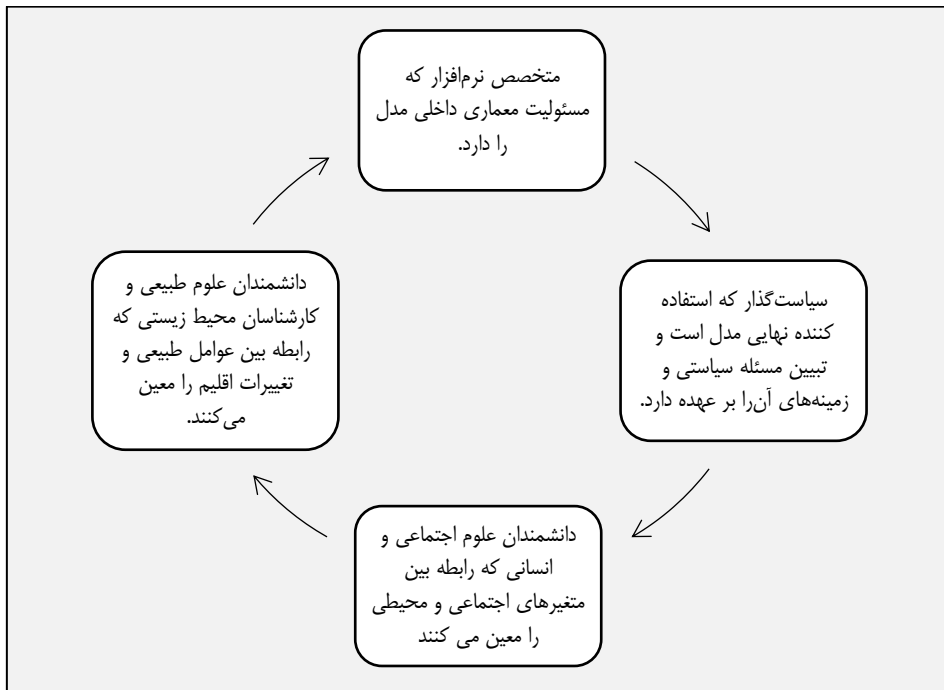 متخصص نرم‌افزار که
مسئولیت معماری داخلی مدل
را دارد.
سیاست‌گذار که استفاده
کننده نهایی مدل است و
تبیین مسئله سیاستی و
زمینه‌های آن‌را بر عهده دارد.
دانشمندان علوم اجتماعی و
انسانی که رابطه بین
متغیرهای اجتماعی و محیطی
را معین می کنند
دانشمندان علوم طبیعی و
کارشناسان محیط زیستی که
رابطه بین عوامل طبیعی و
تغییرات اقلیم را معین
می‌کنند.